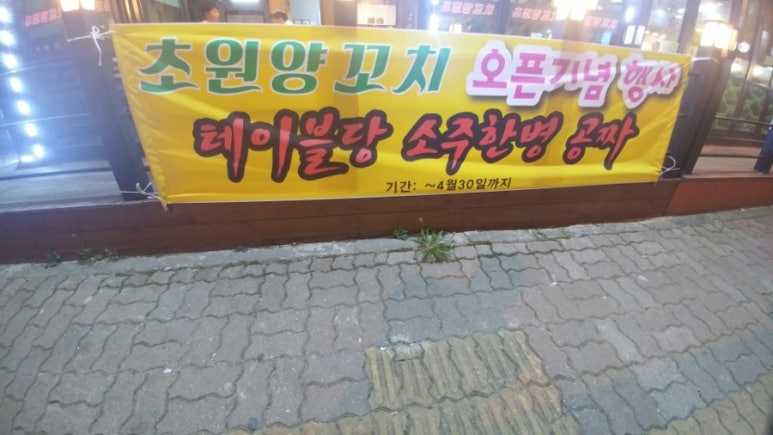 초원양꼬치 오픈기념 행사
테이블당 소주한병 공짜
기간: ~4월30일까지